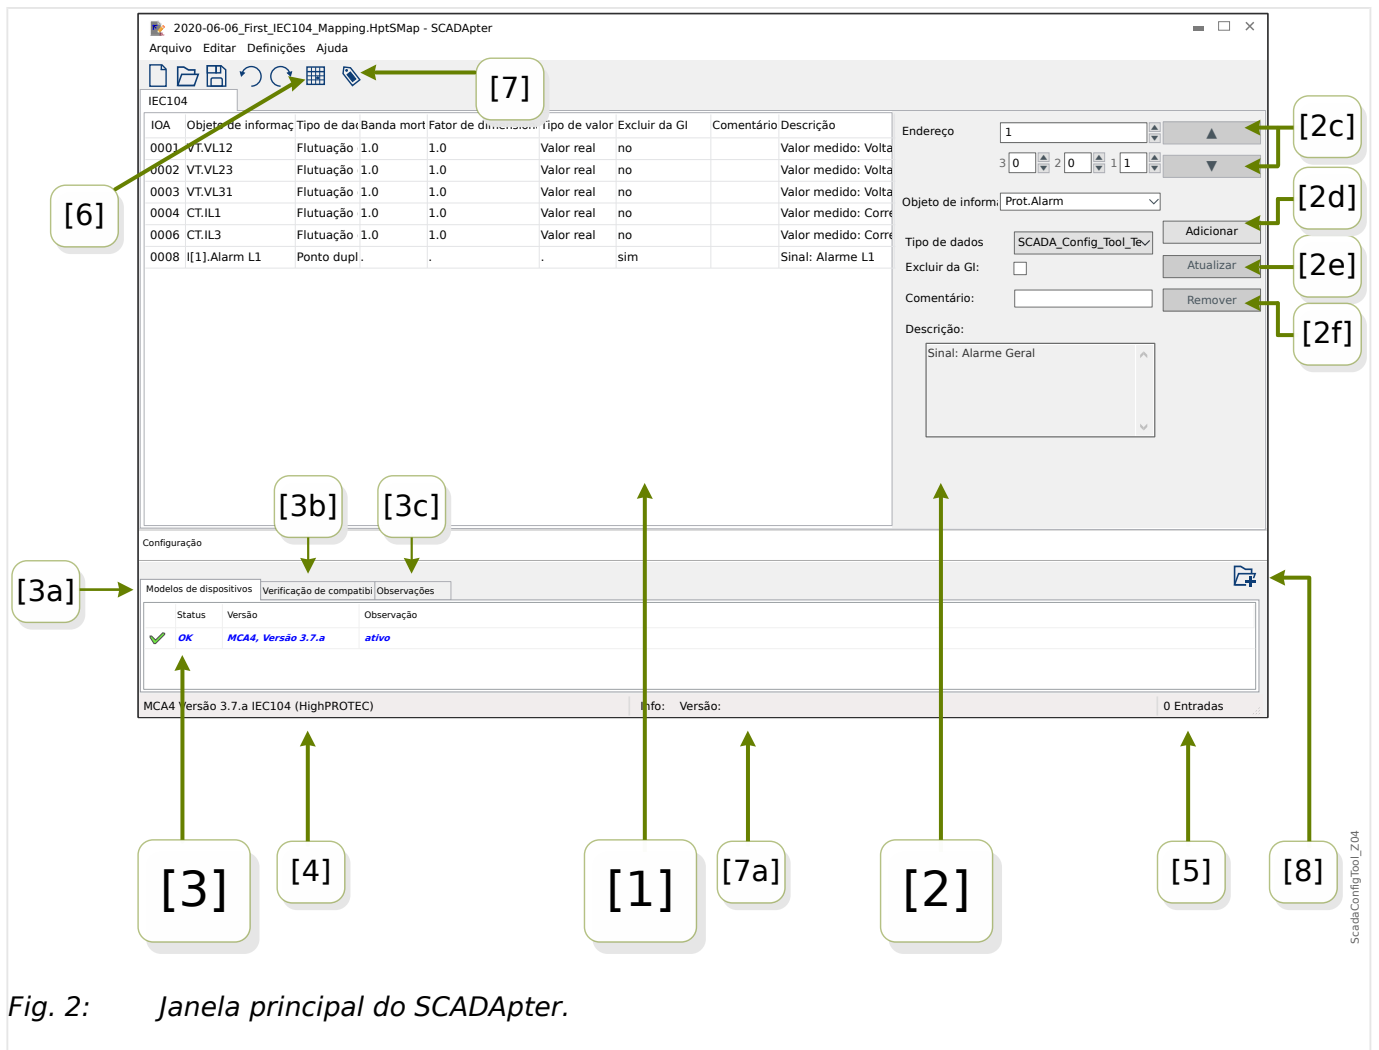 2020-06-06_First_IEC104_Mapping.HptSMap - SCADApter
Arquivo Editar Definições Ajuda
[7]
IEC104
IOA Objeto de informaç Tipo de dad Banda mort Fator de dimension Tipo de valor Excluir da GI Comentário Descrição
0001 VT.VL12 Flutuação 1.0 1.0 Valor real no Valor medido: Volta
0002 VT.VL23 Flutuação 1.0 1.0 Valor real no Valor medido: Volta
0003 VT.VL31 Flutuação 1.0 1.0 Valor real no Valor medido: Volta
0004 CT.IL1 Flutuação 1.0 1.0 Valor real no Valor medido: Corre
0006 CT.IL3 Flutuação 1.0 1.0 Valor real no Valor medido: Corre
0008 I[1].Alarm L1 Ponto dupl . . . sim Sinal: Alarme L1
[6]
Endereço 1 ▲
3 0 2 0 1 1 ▼
Objeto de informa Prot.Alarm
Adicionar
Tipo de dados SCADA_Config_Tool_Te
Excluir da GI: Atualizar
Comentário: Remover
Descrição:
Sinal: Alarme Geral
[2c]
[2d]
[2e]
[2f]
[3b] [3c]
Configuração
[3a]
Modelos de dispositivos Verificação de compatibi Observações
Status Versão Observação
OK MCA4, Versão 3.7.a ativo
MCA4 Versão 3.7.a IEC104 (HighPROTEC) Info: Versão: 0 Entradas
[3] [4] [1] [7a] [2] [5] [8]
ScadaConfigTool_Z04
Fig. 2: Janela principal do SCADApter.